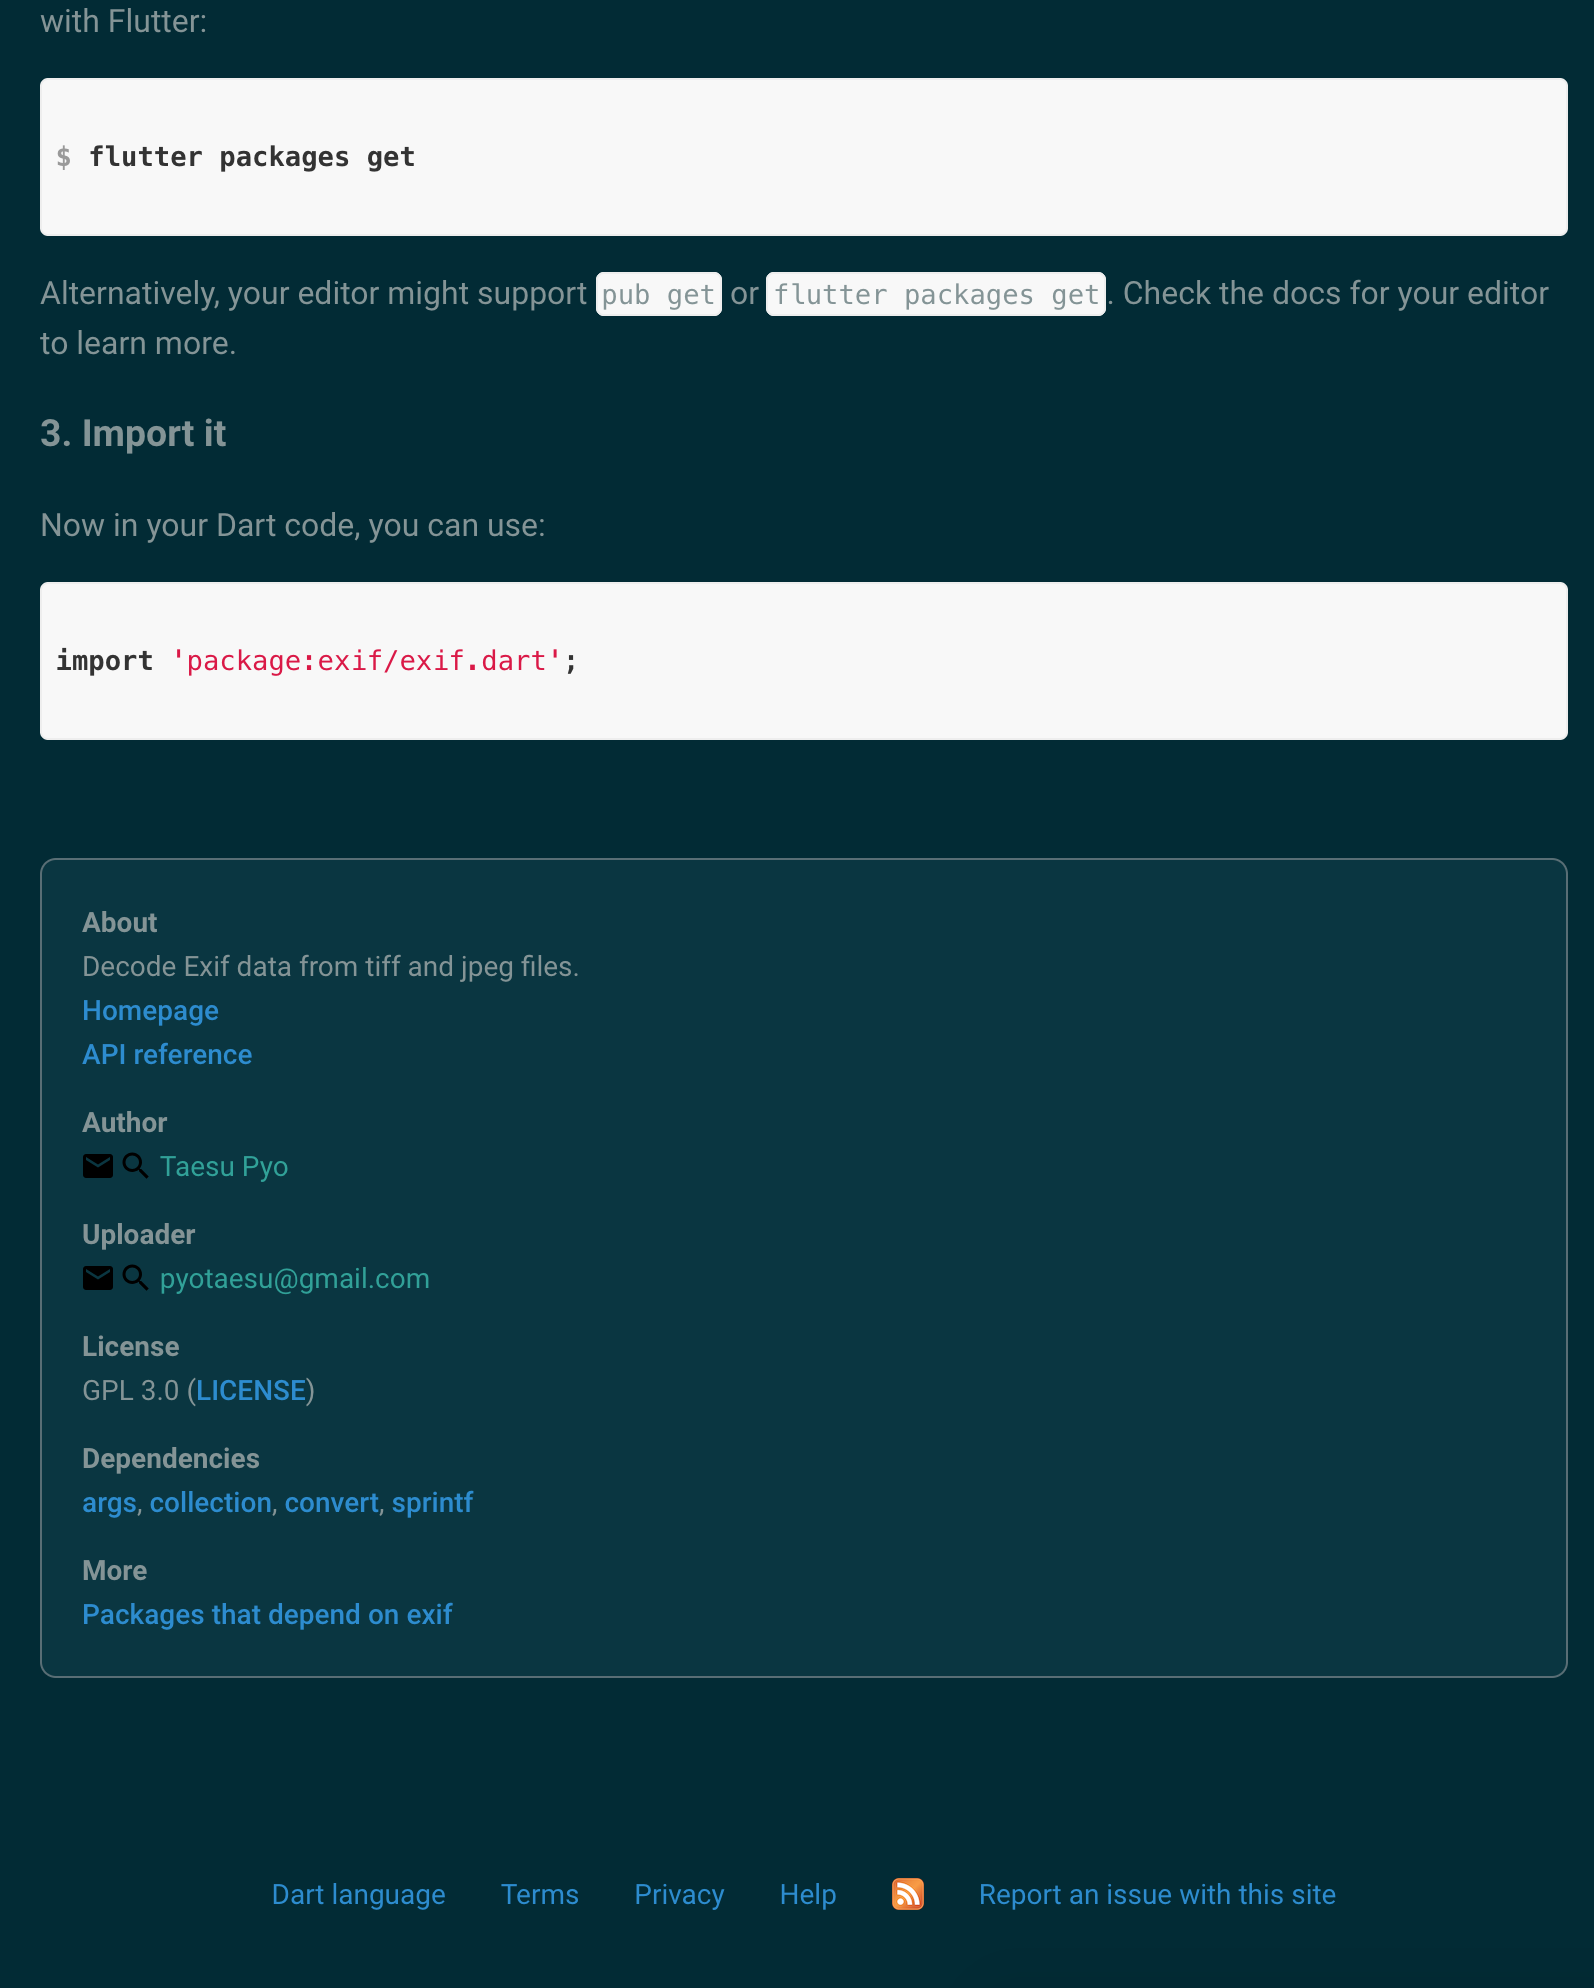 with Flutter:
$ flutter packages get
Alternatively, your editor might support pub get or flutter packages get. Check the docs for your editor
to learn more.
3. Import it
Now in your Dart code, you can use:
import 'package:exif/exif.dart';
About
Decode Exif data from tiff and jpeg files.
Homepage
API reference
Author
Taesu Pyo
Uploader
pyotaesu@gmail.com
License
GPL 3.0 (LICENSE)
Dependencies
args, collection, convert, sprintf
More
Packages that depend on exif
Dart language Terms Privacy Help Report an issue with this site